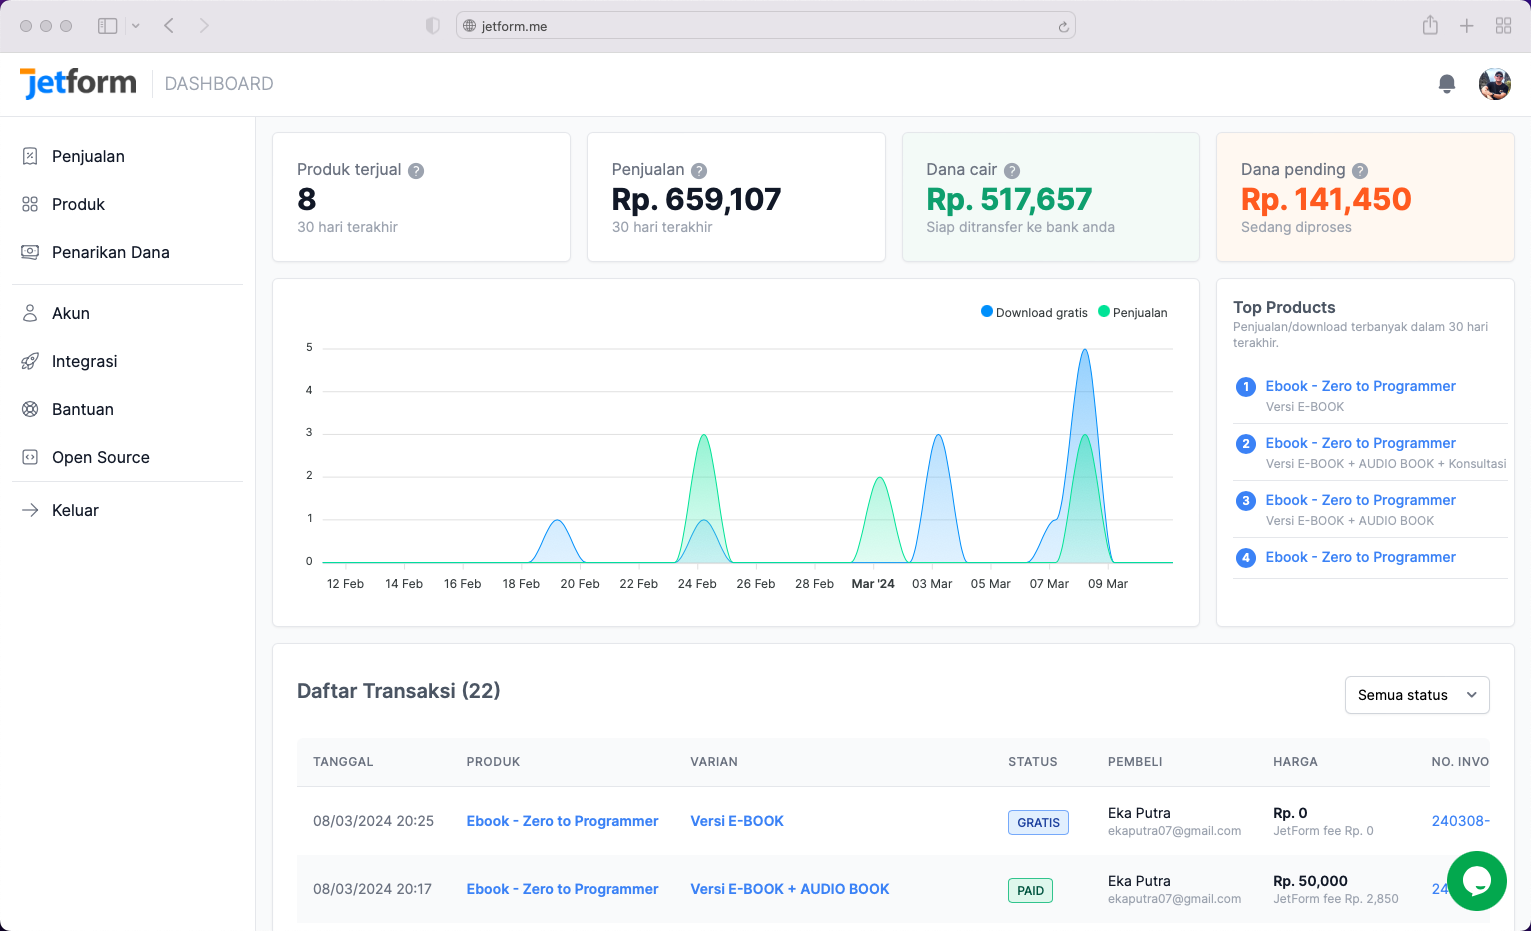 jetform.me
jetform
DASHBOARD
Penjualan
Produk
Penarikan Dana
Akun
Integrasi
Bantuan
Open Source
Keluar
Produk terjual ?
8
30 hari terakhir
Penjualan ?
Rp. 659,107
30 hari terakhir
Dana cair ?
Rp. 517,657
Siap ditransfer ke bank anda
Dana pending ?
Rp. 141,450
Sedang diproses
Download gratis Penjualan
5
4
3
2
1
0
12 Feb 14 Feb 16 Feb 18 Feb 20 Feb 22 Feb 24 Feb 26 Feb 28 Feb Mar '24 03 Mar 05 Mar 07 Mar 09 Mar
Top Products
Penjualan/download terbanyak dalam 30 hari
terakhir.
1 Ebook - Zero to Programmer
Versi E-BOOK
2 Ebook - Zero to Programmer
Versi E-BOOK + AUDIO BOOK + Konsultasi
3 Ebook - Zero to Programmer
Versi E-BOOK + AUDIO BOOK
4 Ebook - Zero to Programmer
Daftar Transaksi (22)
Semua status
TANGGAL PRODUK VARIAN STATUS PEMBELI HARGA NO. INVO
08/03/2024 20:25 Ebook - Zero to Programmer Versi E-BOOK GRATIS Eka Putra Rp. 0 240308-
ekaputra07@gmail.com JetForm fee Rp. 0
08/03/2024 20:17 Ebook - Zero to Programmer Versi E-BOOK + AUDIO BOOK PAID Eka Putra Rp. 50,000 24
ekaputra07@gmail.com JetForm fee Rp. 2,850